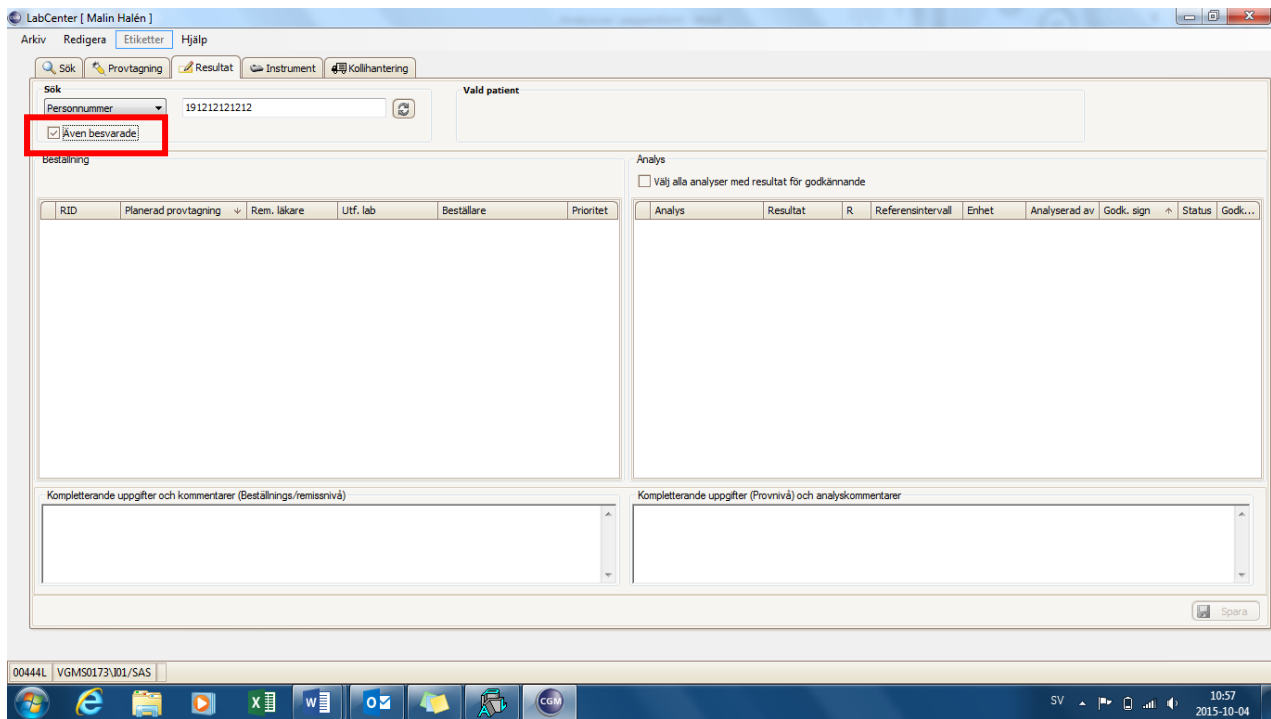 LabCenter [ Malin Halén ]
Arkiv Redigera Etiketter Hjälp
Sök Provtagning Resultat Instrument Kollihantering
Sök
Vald patient
Personnummer 191212121212
Även besvarade
Beställning
Analys
Välj alla analyser med resultat för godkännande
RID Planerad provtagning Rem. läkare Utf. lab Beställare Prioritet
Analys Resultat R Referensintervall Enhet Analyserad av Godk. sign Status Godk...
Kompletterande uppgifter och kommentarer (Beställnings/remissnivå)
Kompletterande uppgifter (Provnivå) och analyskommentarer
Spara
00444L VGMS0173\I01/SAS
CGM
SV
10:57
2015-10-04